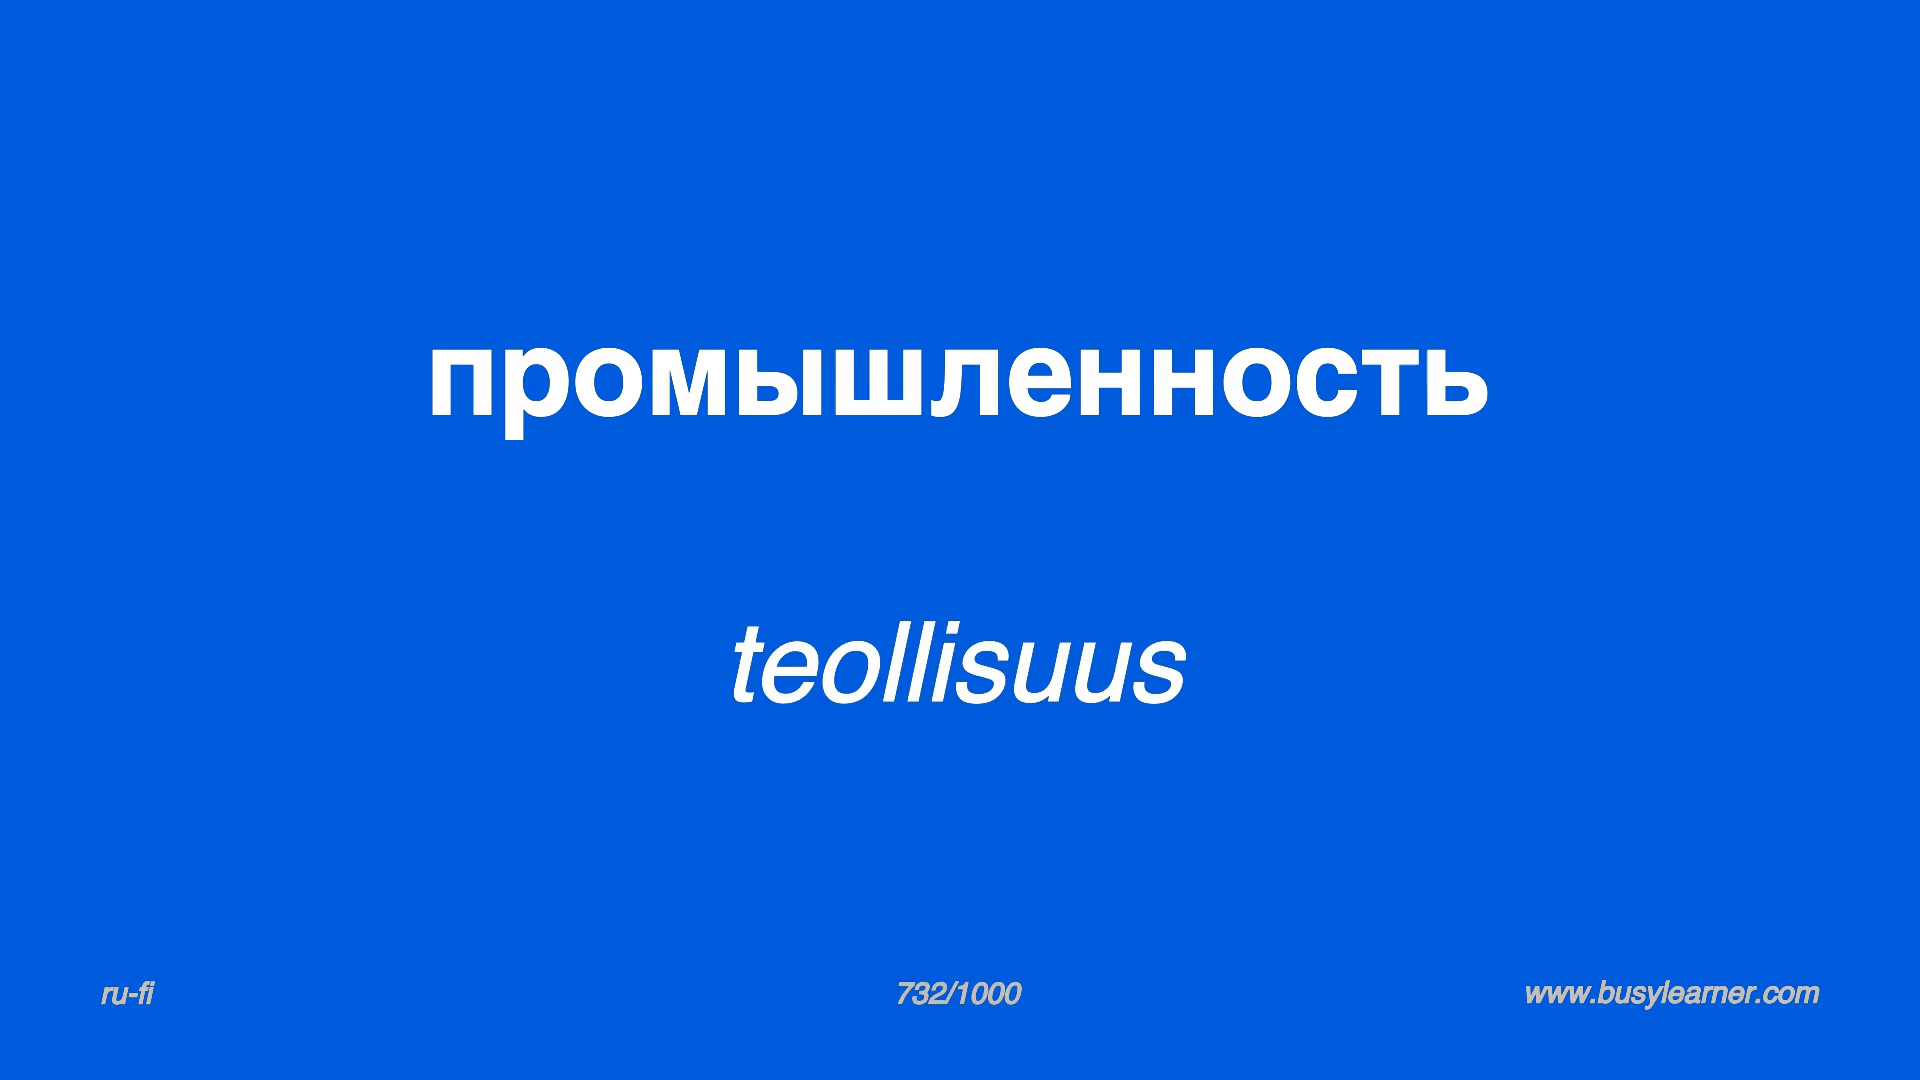 промышленность
teollisuus
ru-fi
732/1000
www.busylearner.com